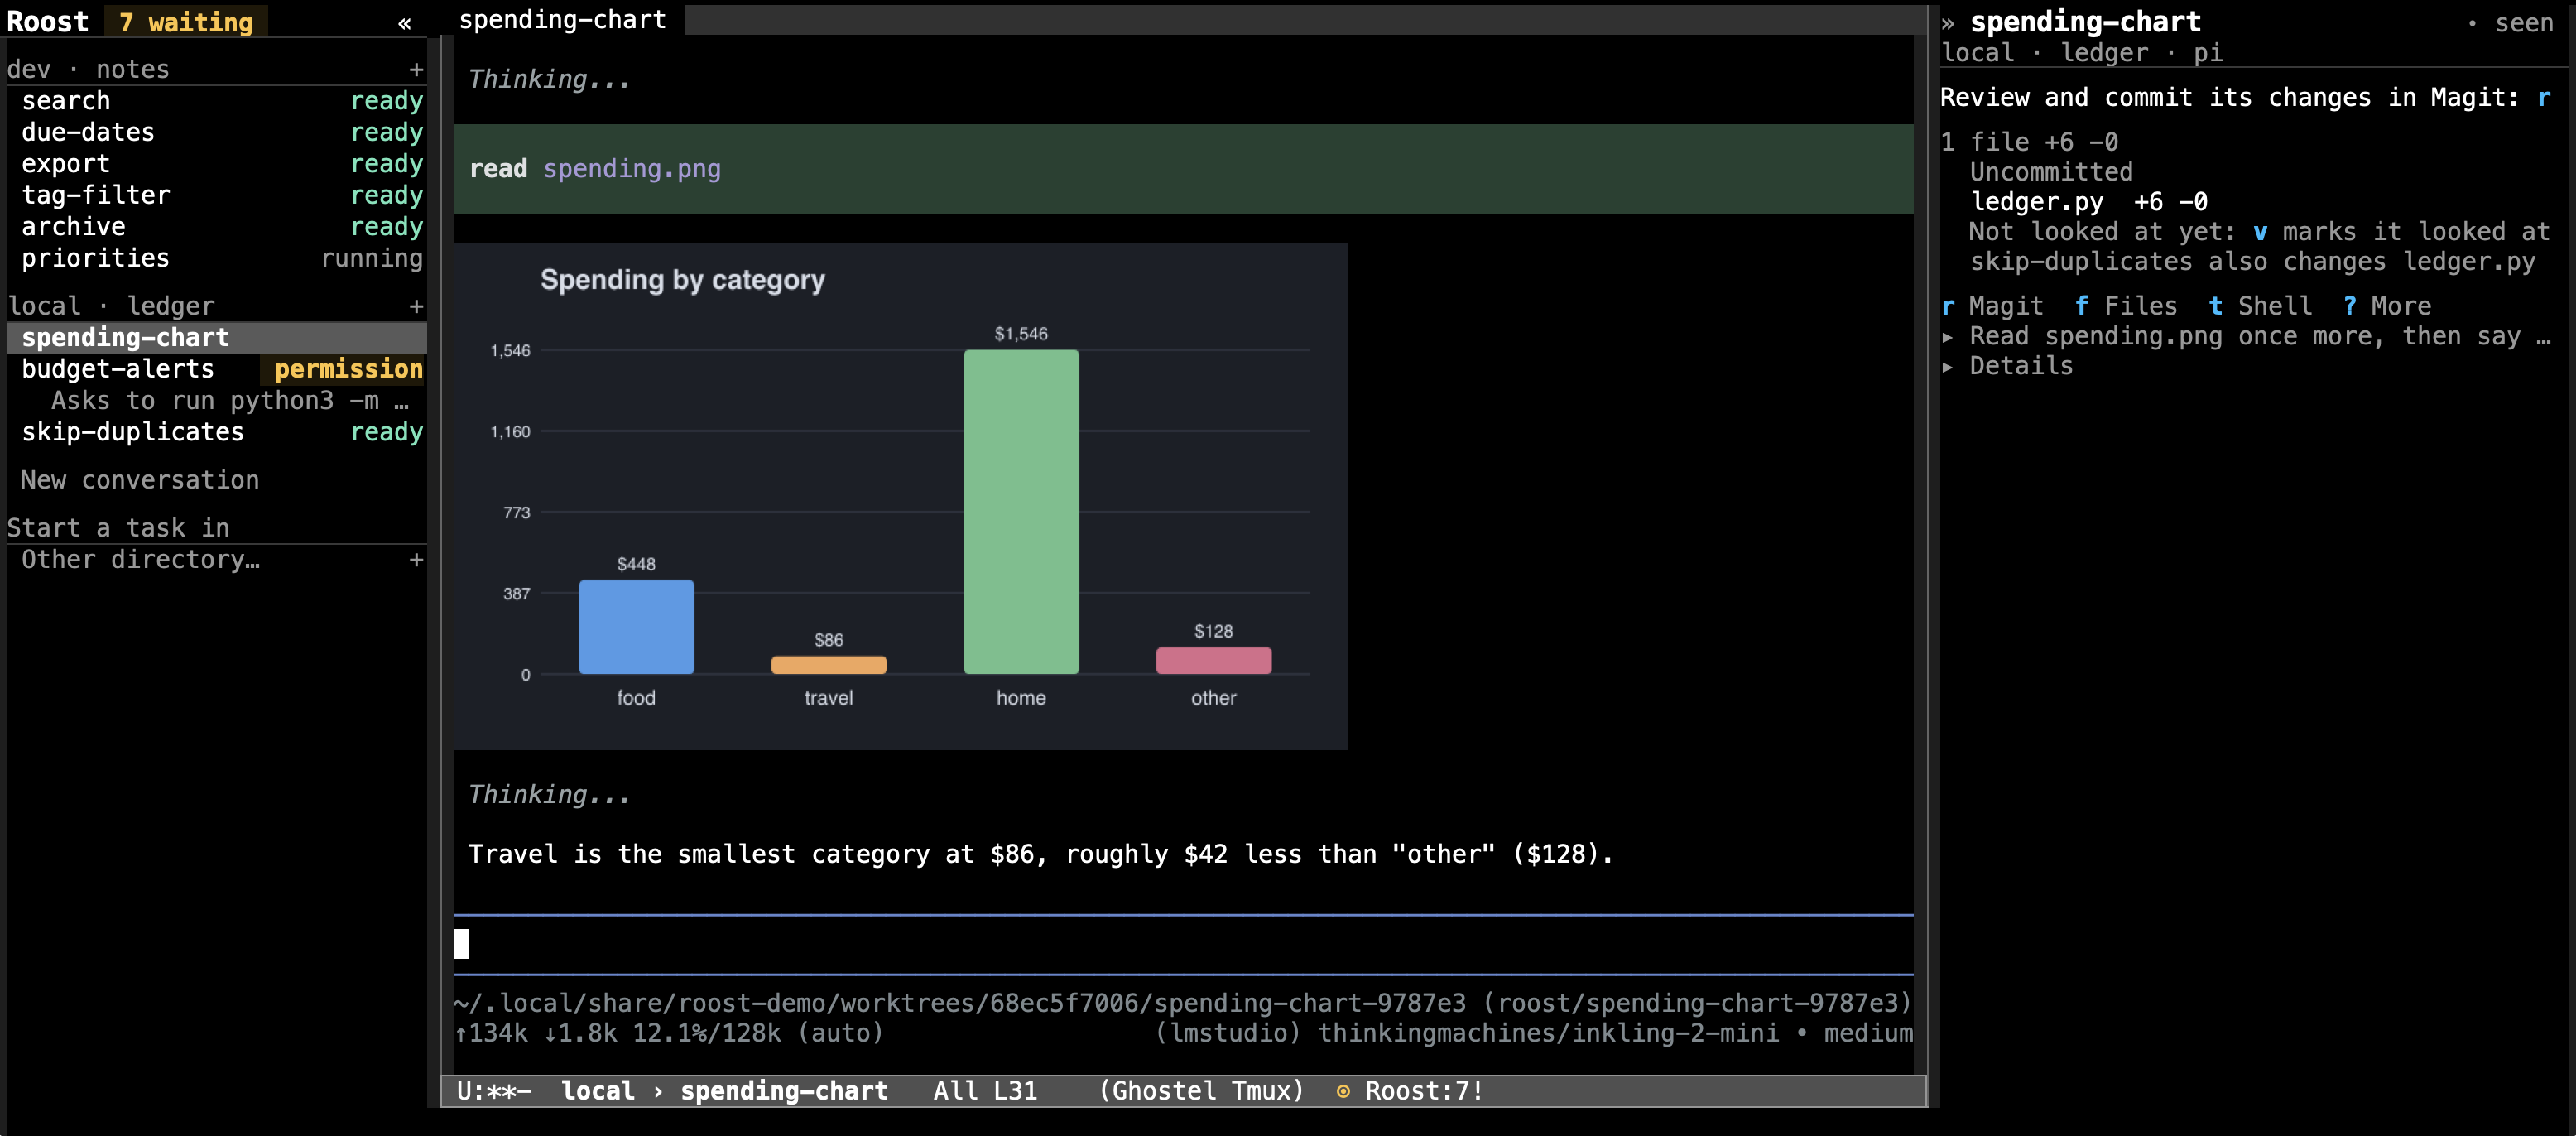 Roost 7 waiting «
dev · notes +
search ready
due-dates ready
export ready
tag-filter ready
archive ready
priorities running
local · ledger +
spending-chart
budget-alerts permission
Asks to run python3 -m …
skip-duplicates ready
New conversation
Start a task in
Other directory… +
spending-chart
Thinking...
read spending.png
Spending by category
$1,546
1,546
1,160
773
$448
387
$86
$128
0
food travel home other
Thinking...
Travel is the smallest category at $86, roughly $42 less than "other" ($128).
~/.local/share/roost-demo/worktrees/68ec5f7006/spending-chart-9787e3 (roost/spending-chart-9787e3)
↑134k ↓1.8k 12.1%/128k (auto) (lmstudio) thinkingmachines/inkling-2-mini • medium
U:**- local › spending-chart All L31 (Ghostel Tmux) ⊙ Roost:7!
» spending-chart · seen
local · ledger · pi
Review and commit its changes in Magit: r
1 file +6 -0
Uncommitted
ledger.py +6 -0
Not looked at yet: v marks it looked at
skip-duplicates also changes ledger.py
r Magit f Files t Shell ? More
▸ Read spending.png once more, then say …
▸ Details